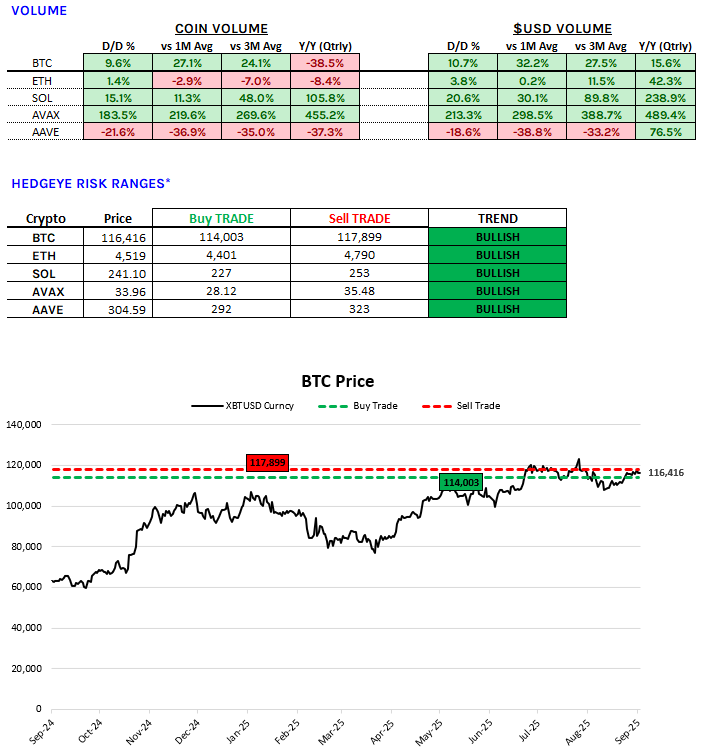 VOLUME
COIN VOLUME $USD VOLUME
D/D % vs 1M Avg vs 3M Avg Y/Y (Qtrly) D/D % vs 1M Avg vs 3M Avg Y/Y (Qtrly)
BTC 9.6% 27.1% 24.1% -38.5% 10.7% 32.2% 27.5% 15.6%
ETH 1.4% -2.9% -7.0% -8.4% 3.8% 0.2% 11.5% 42.3%
SOL 15.1% 11.3% 48.0% 105.8% 20.6% 30.1% 89.8% 238.9%
AVAX 183.5% 219.6% 269.6% 455.2% 213.3% 298.5% 388.7% 489.4%
AAVE -21.6% -36.9% -35.0% -37.3% -18.6% -38.8% -33.2% 76.5%
HEDGEYE RISK RANGES*
Crypto Price Buy TRADE Sell TRADE TREND
BTC 116,416 114,003 117,899 BULLISH
ETH 4,519 4,401 4,790 BULLISH
SOL 241.10 227 253 BULLISH
AVAX 33.96 28.12 35.48 BULLISH
AAVE 304.59 292 323 BULLISH
BTC Price
XBTUSD Curncy Buy Trade Sell Trade
140,000
120,000
100,000
80,000
60,000
40,000
20,000
0
117,899
114,003
116,416
Sep-24 Oct-24 Nov-24 Dec-24 Jan-25 Feb-25 Mar-25 Apr-25 May-25 Jun-25 Jul-25 Aug-25 Sep-25